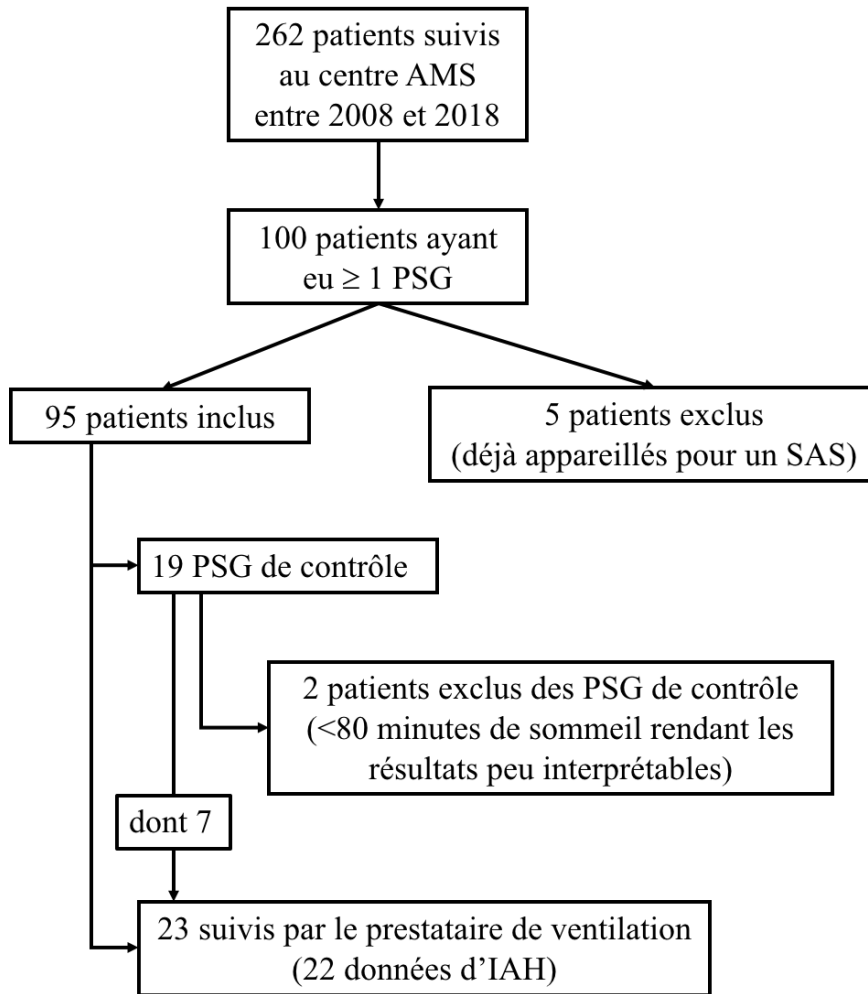 262 patients suivis
au centre AMS
entre 2008 et 2018
100 patients ayant
eu ≥ 1 PSG
95 patients inclus
5 patients exclus
(déjà appareillés pour un SAS)
19 PSG de contrôle
2 patients exclus des PSG de contrôle
(<80 minutes de sommeil rendant les
résultats peu interprétables)
dont 7
23 suivis par le prestataire de ventilation
(22 données d’IAH)